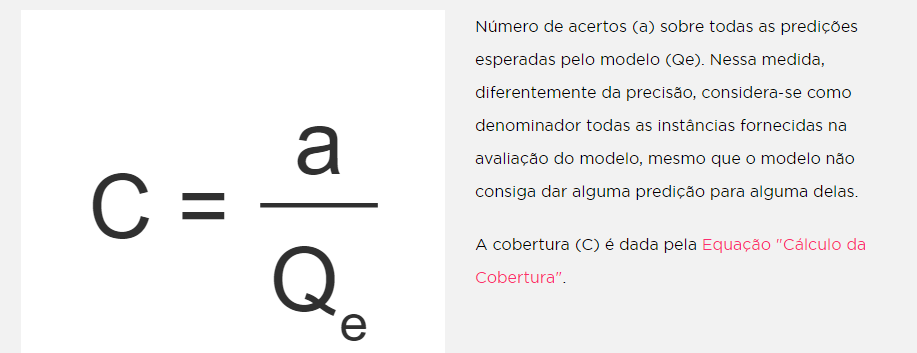 C = a
Qe
Número de acertos (a) sobre todas as predições
esperadas pelo modelo (Qe). Nessa medida,
diferentemente da precisão, considera-se como
denominador todas as instâncias fornecidas na
avaliação do modelo, mesmo que o modelo não
consiga dar alguma predição para alguma delas.
A cobertura (C) é dada pela Equação "Cálculo da
Cobertura".